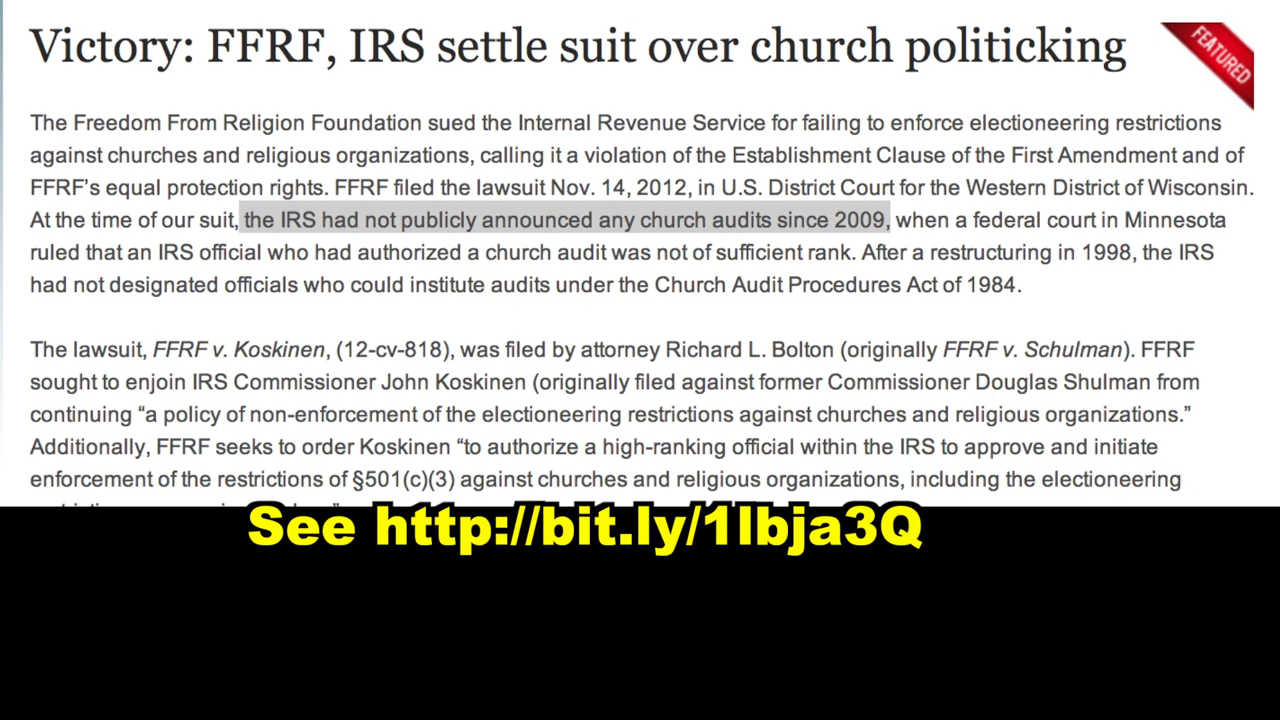 Victory: FFRF, IRS settle suit over church politicking
FEATURED
The Freedom From Religion Foundation sued the Internal Revenue Service for failing to enforce electioneering restrictions
against churches and religious organizations, calling it a violation of the Establishment Clause of the First Amendment and of
FFRF’s equal protection rights. FFRF filed the lawsuit Nov. 14, 2012, in U.S. District Court for the Western District of Wisconsin.
At the time of our suit, the IRS had not publicly announced any church audits since 2009, when a federal court in Minnesota
ruled that an IRS official who had authorized a church audit was not of sufficient rank. After a restructuring in 1998, the IRS
had not designated officials who could institute audits under the Church Audit Procedures Act of 1984.
The lawsuit, FFRF v. Koskinen, (12-cv-818), was filed by attorney Richard L. Bolton (originally FFRF v. Schulman). FFRF
sought to enjoin IRS Commissioner John Koskinen (originally filed against former Commissioner Douglas Shulman from
continuing “a policy of non-enforcement of the electioneering restrictions against churches and religious organizations.”
Additionally, FFRF seeks to order Koskinen “to authorize a high-ranking official within the IRS to approve and initiate
enforcement of the restrictions of §501(c)(3) against churches and religious organizations, including the electioneering
See http://bit.ly/1lbja3Q